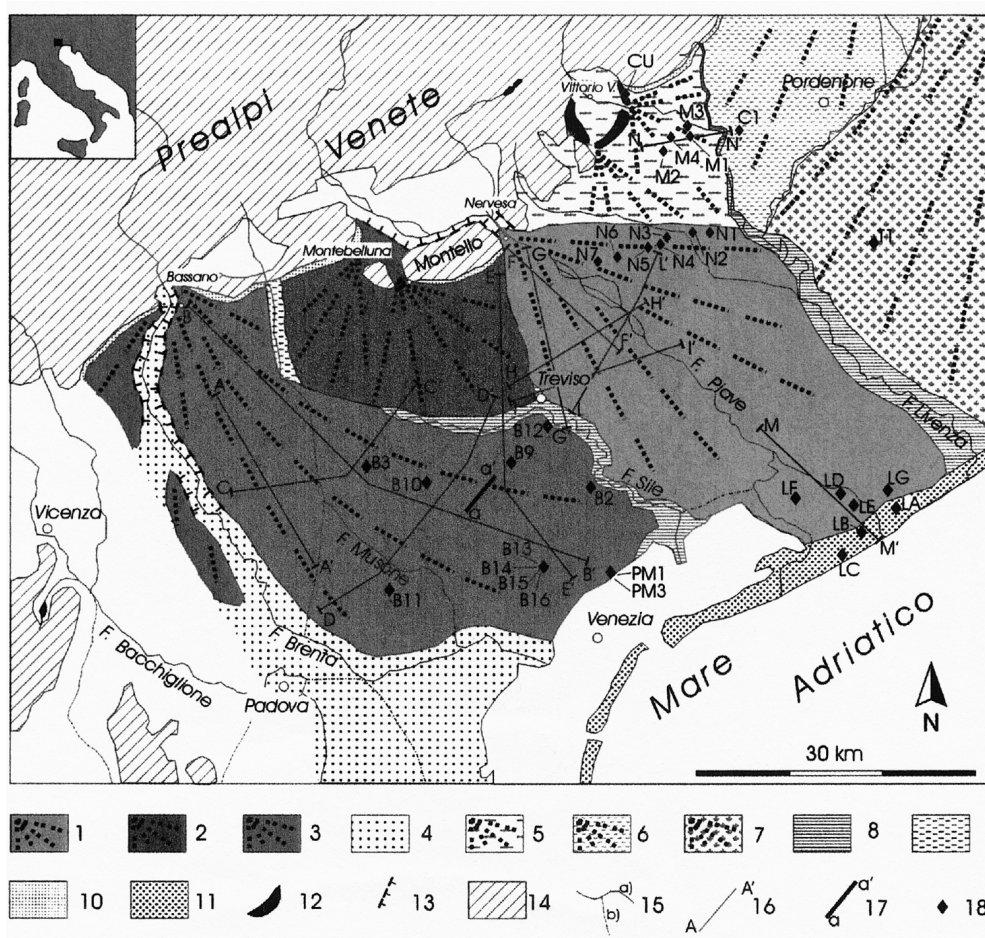 CU
Vittorio V.
Pordenone
Prealpi Venete
M3
C1
N
N'
M4
M1
M2
Nervesa
Montebelluna
Montello
Bassano
N6
N3
N1
N7
N5
L'
N4
N2
T1
F
G
B
H'
F'
I'
F. Piave
F. Livenza
A
C'
H
D'
Treviso
I
L
M
B12
G'
B3
B9
a'
C
B10
a
B2
F. Sile
LF
LD
LG
LE
LA
LB
M'
LC
Vicenza
F. Musone
B13
B14
B15
B16
A'
B'
E'
PM1
PM3
D
B11
Venezia
F. Brenta
F. Bacchiglione
Padova
Mare Adriatico
N
30 km
1
2
3
4
5
6
7
8
10
11
12
13
14
a)
b)
15
A'
A
16
a'
a
17
18